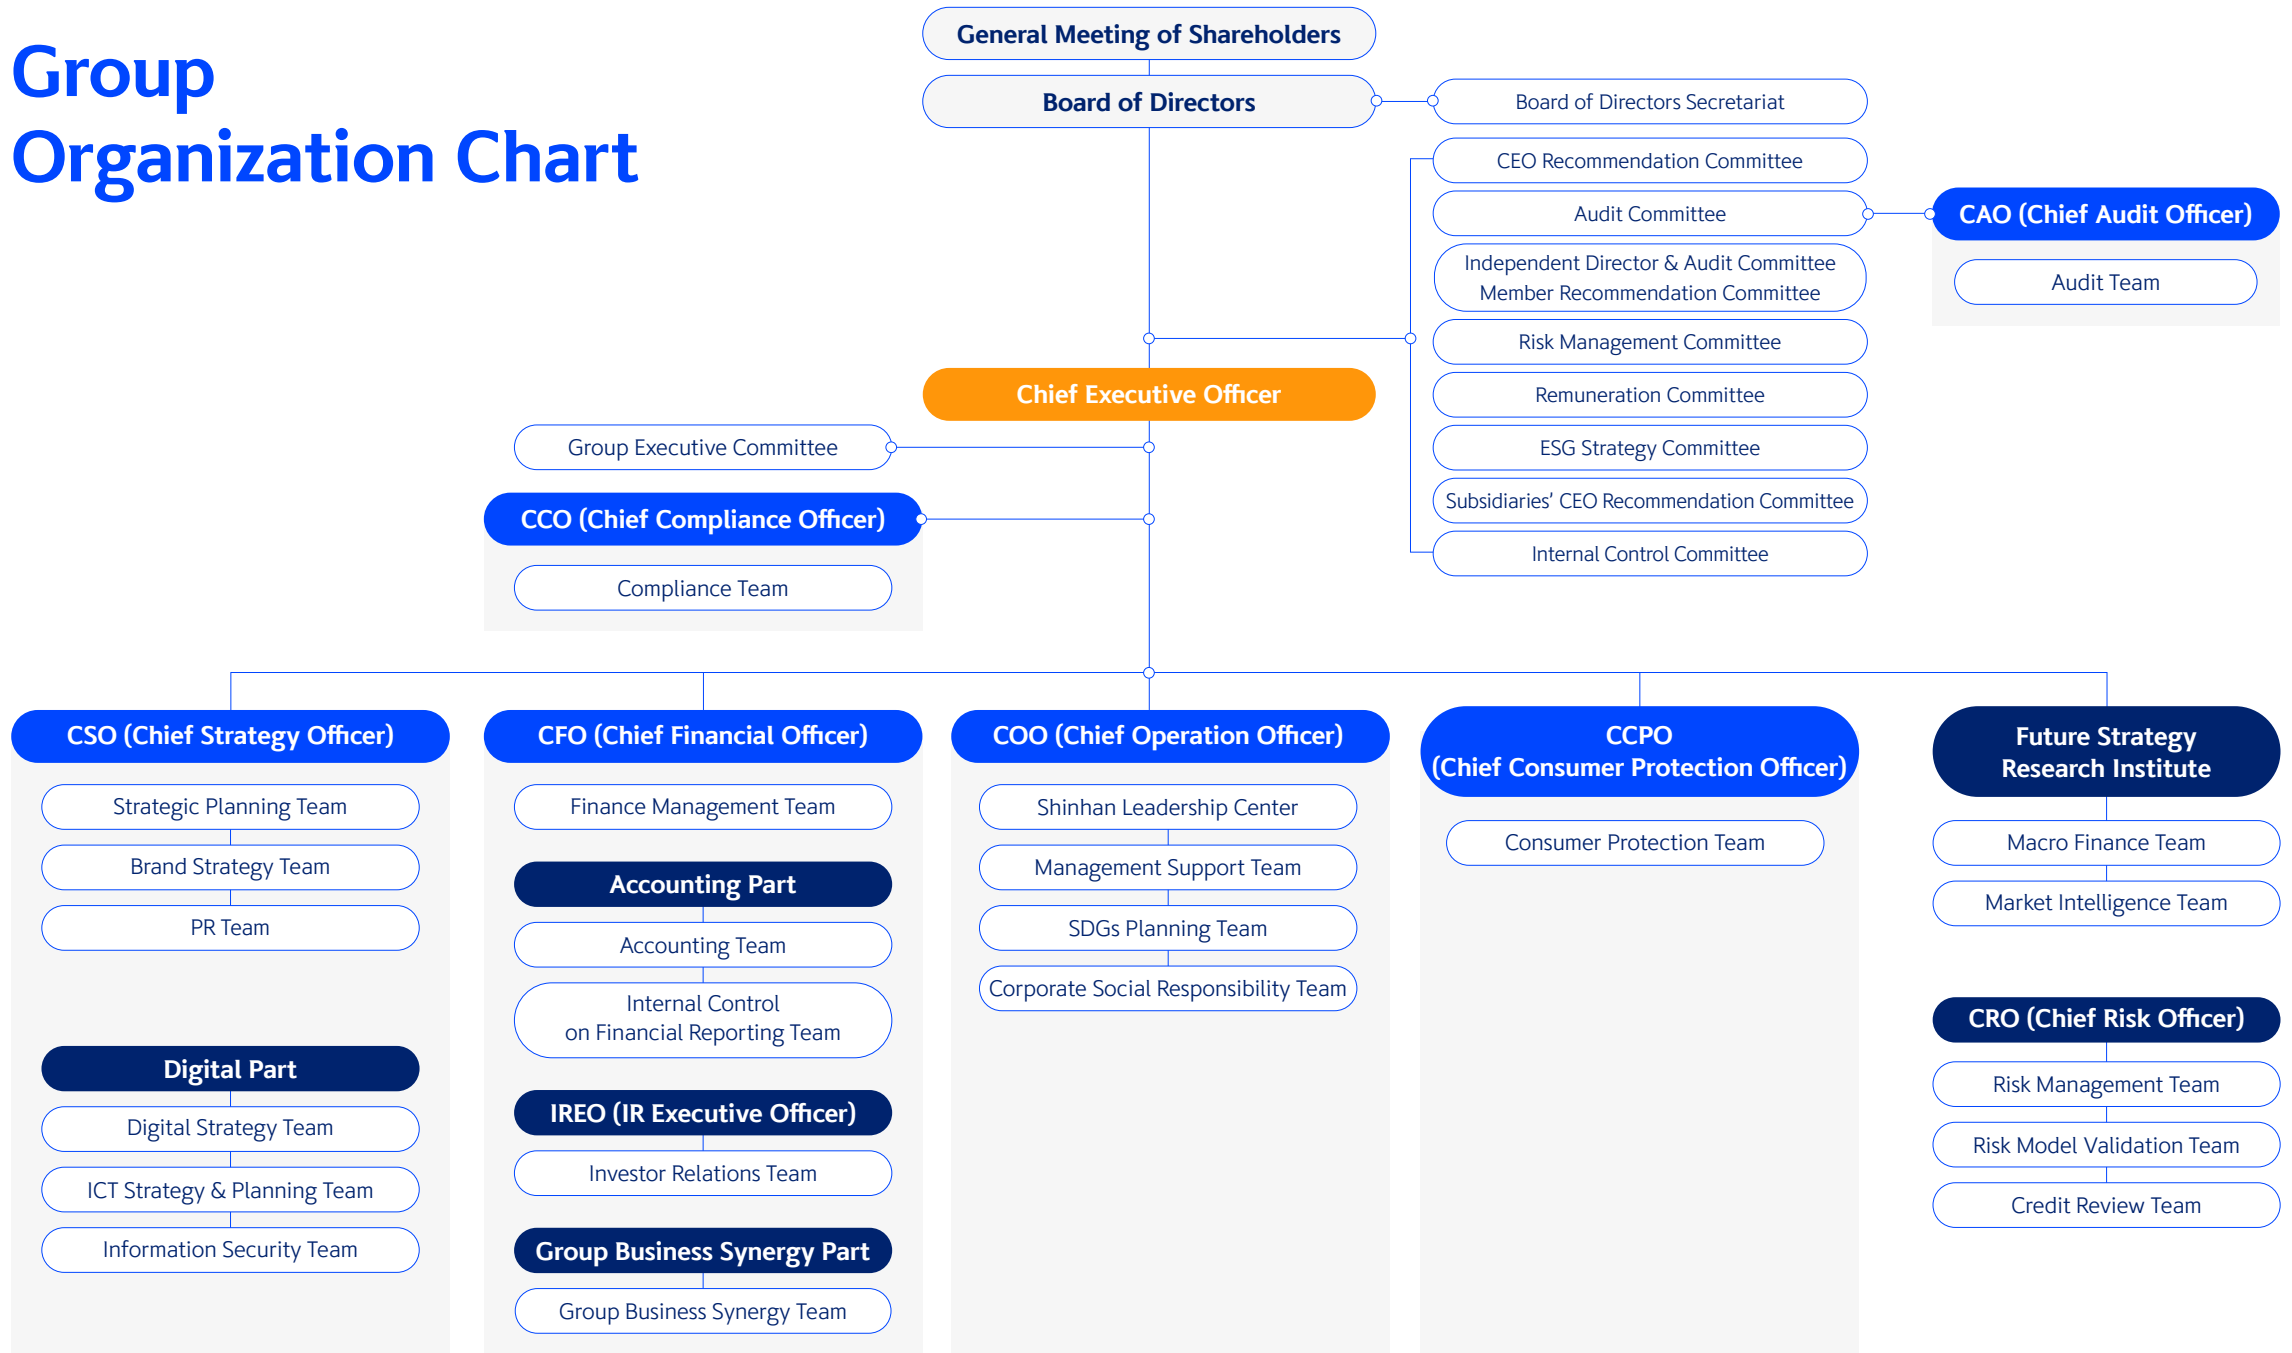 Group
Organization Chart
General Meeting of Shareholders
Board of Directors
Board of Directors Secretariat
CEO Recommendation Committee
Audit Committee
CAO (Chief Audit Officer)
Audit Team
Independent Director & Audit Committee
Member Recommendation Committee
Risk Management Committee
Remuneration Committee
ESG Strategy Committee
Subsidiaries’ CEO Recommendation Committee
Internal Control Committee
Chief Executive Officer
Group Executive Committee
CCO (Chief Compliance Officer)
Compliance Team
CSO (Chief Strategy Officer)
Strategic Planning Team
Brand Strategy Team
PR Team
Digital Part
Digital Strategy Team
ICT Strategy & Planning Team
Information Security Team
CFO (Chief Financial Officer)
Finance Management Team
Accounting Part
Accounting Team
Internal Control
on Financial Reporting Team
IREO (IR Executive Officer)
Investor Relations Team
Group Business Synergy Part
Group Business Synergy Team
COO (Chief Operation Officer)
Shinhan Leadership Center
Management Support Team
SDGs Planning Team
Corporate Social Responsibility Team
CCPO
(Chief Consumer Protection Officer)
Consumer Protection Team
Future Strategy
Research Institute
Macro Finance Team
Market Intelligence Team
CRO (Chief Risk Officer)
Risk Management Team
Risk Model Validation Team
Credit Review Team